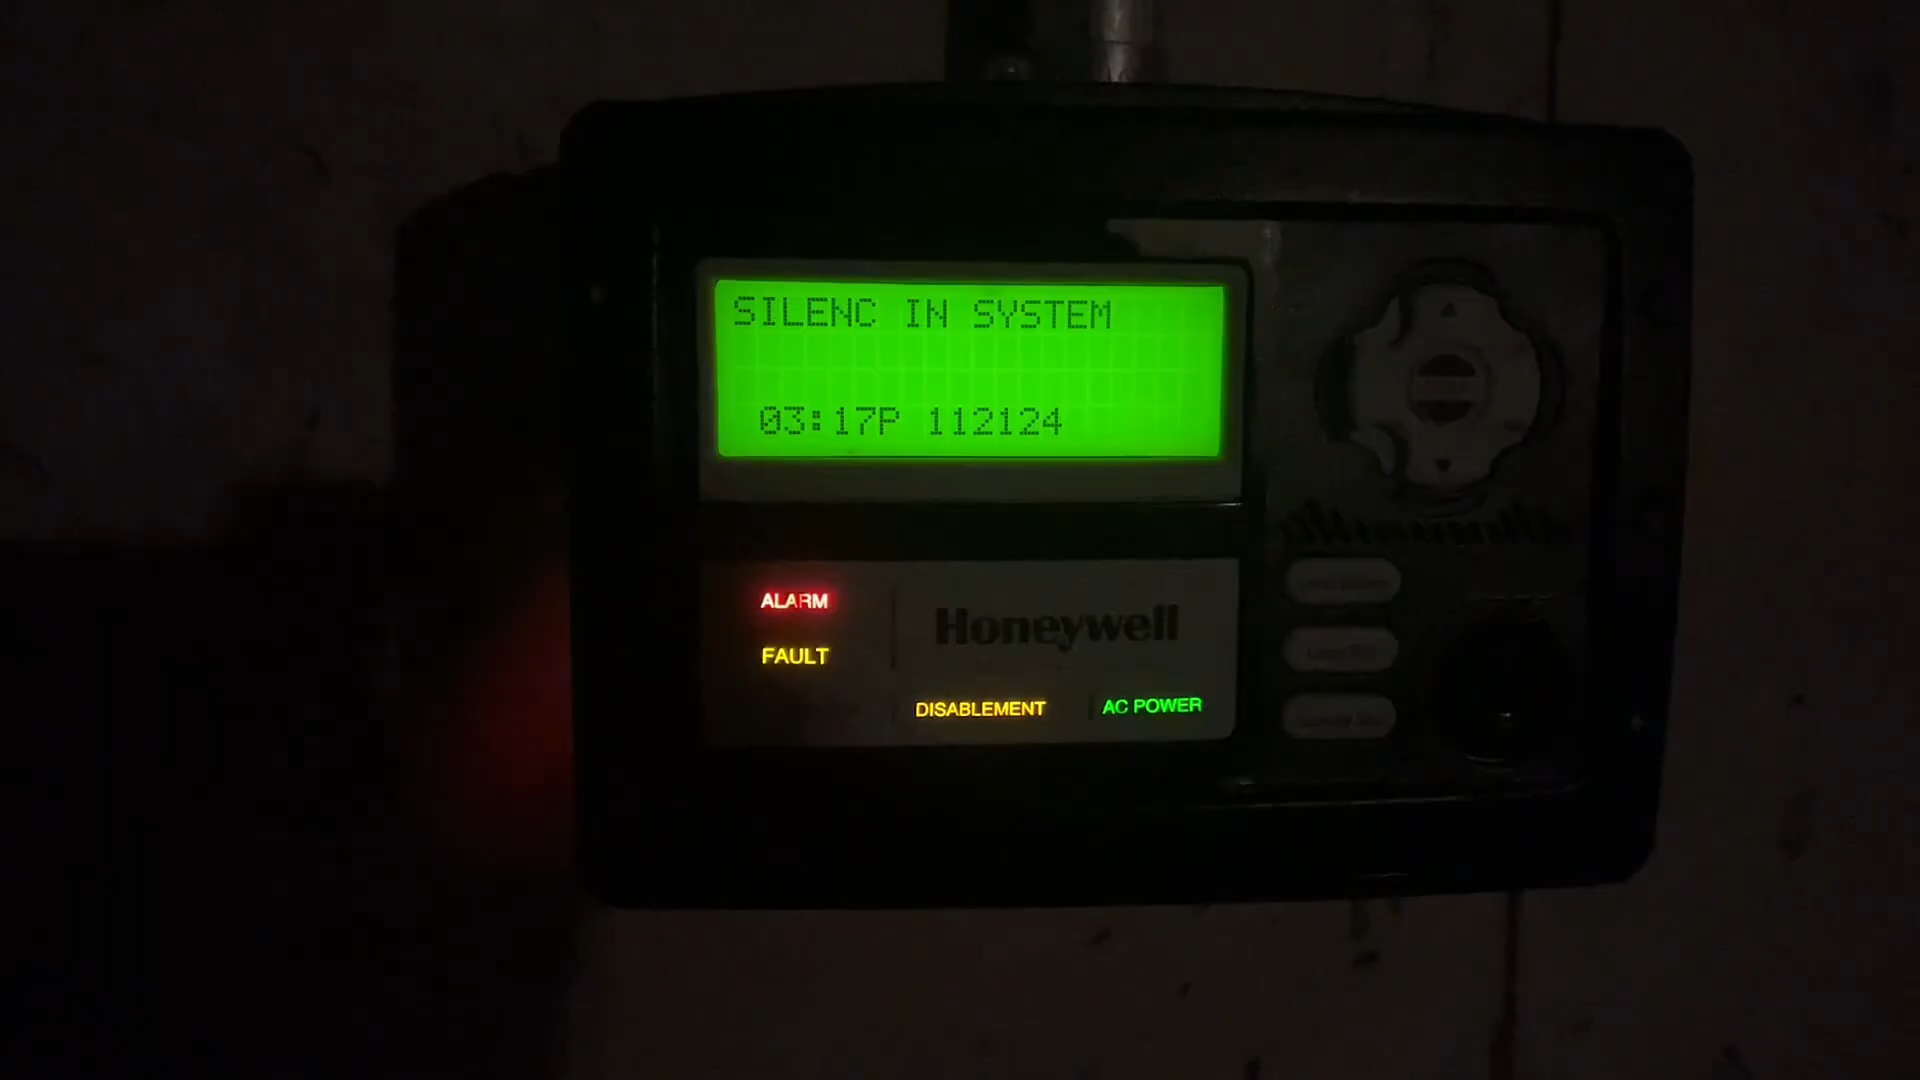 SILENC IN SYSTEM
03:17P 112124
ALARM
FAULT
Honeywell
DISABLEMENT
AC POWER